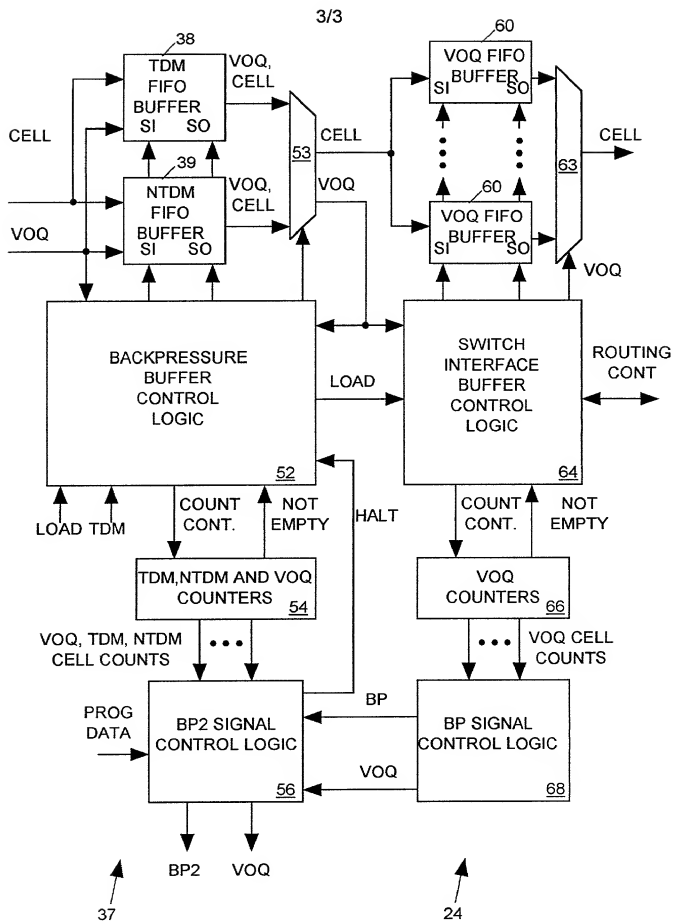 3/3
38
TDM
FIFO
BUFFER
SI SO
VOQ,
CELL
60
VOQ FIFO
BUFFER
SI SO
CELL
53
CELL
63
CELL
39
NTDM
FIFO
BUFFER
SI SO
VOQ,
CELL
VOQ
60
VOQ FIFO
BUFFER
SI SO
VOQ
VOQ
BACKPRESSURE
BUFFER
CONTROL
LOGIC
52
LOAD
SWITCH
INTERFACE
BUFFER
CONTROL
LOGIC
64
ROUTING
CONT
LOAD TDM
COUNT
CONT.
NOT
EMPTY
HALT
COUNT
CONT.
NOT
EMPTY
TDM,NTDM AND VOQ
COUNTERS
54
VOQ
COUNTERS
66
VOQ, TDM, NTDM
CELL COUNTS
VOQ CELL
COUNTS
PROG
DATA
BP2 SIGNAL
CONTROL LOGIC
56
BP
VOQ
BP SIGNAL
CONTROL LOGIC
68
BP2
VOQ
37
24